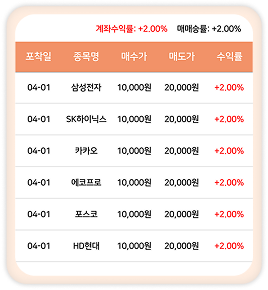 계좌수익률: +2.00% 매매승률: +2.00%
포착일 종목명 매수가 매도가 수익률
04-01 삼성전자 10,000원 20,000원 +2.00%
04-01 SK하이닉스 10,000원 20,000원 +2.00%
04-01 카카오 10,000원 20,000원 +2.00%
04-01 에코프로 10,000원 20,000원 +2.00%
04-01 포스코 10,000원 20,000원 +2.00%
04-01 HD현대 10,000원 20,000원 +2.00%